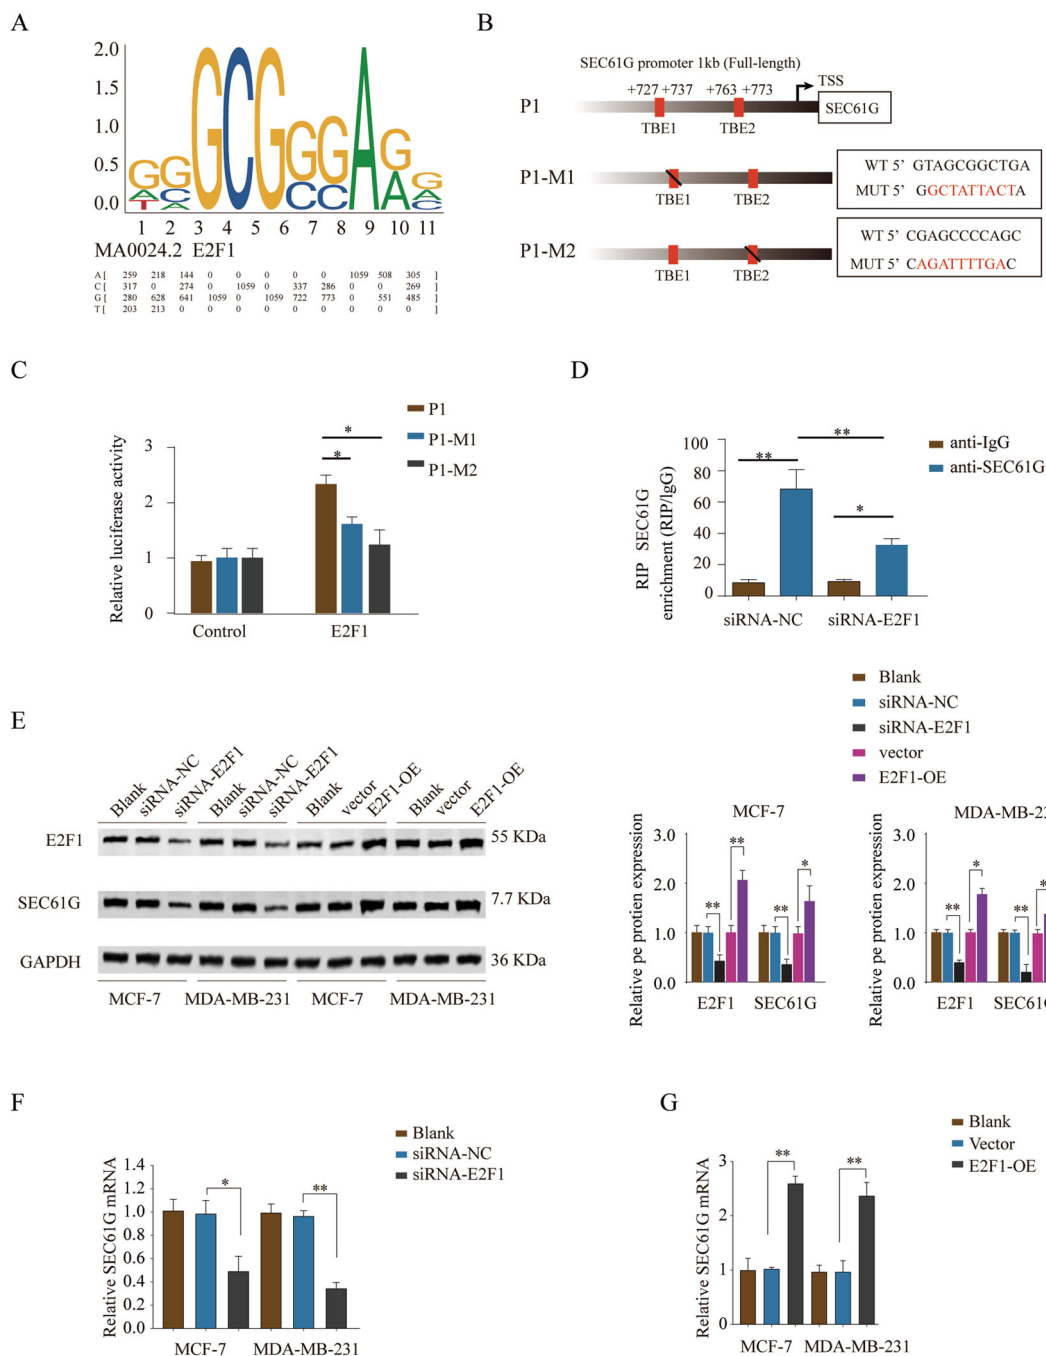 A
2.0
1.5
1.0
0.5
0.0
1 2 3 4 5 6 7 8 9 10 11
MA0024.2 E2F1
A [ 259 218 144 0 0 0 0 0 1059 508 305 ]
C [ 317 0 274 0 1059 0 337 286 0 0 269 ]
G [ 280 628 641 1059 0 1059 722 773 0 551 485 ]
T [ 203 213 0 0 0 0 0 0 0 0 0 ]
B
SEC61G promoter 1kb (Full-length)
+727 +737 +763 +773 TSS
P1
SEC61G
TBE1 TBE2
P1-M1
TBE1 TBE2
WT 5’ GTAGCGGCTGA
MUT 5’ GGCTATTACTA
P1-M2
TBE1 TBE2
WT 5’ CGAGCCCCAGC
MUT 5’ CAGATTTTGAC
C
P1
P1-M1
P1-M2
Relative luciferase activity
3
2
1
0
*
*
Control E2F1
D
anti-IgG
anti-SEC61G
RIP SEC61G
enrichment (RIP/IgG)
100
80
60
40
20
0
**
**
*
siRNA-NC siRNA-E2F1
E
Blank siRNA-NC siRNA-E2F1 Blank siRNA-NC siRNA-E2F1 Blank vector E2F1-OE Blank vector E2F1-OE
E2F1 55 KDa
SEC61G 7.7 KDa
GAPDH 36 KDa
MCF-7 MDA-MB-231 MCF-7 MDA-MB-231
Blank
siRNA-NC
siRNA-E2F1
vector
E2F1-OE
MCF-7
Relative pe protien expression
3.0
2.0
1.0
0.0
** ** ** *
E2F1 SEC61G
MDA-MB-23
Relative pe protien expression
3.0
2.0
1.0
0.0
** * ** *
E2F1 SEC61G
F
Blank
siRNA-NC
siRNA-E2F1
Relative SEC61G mRNA
1.4
1.2
1.0
0.6
0.4
0.2
0.0
* **
MCF-7 MDA-MB-231
G
Blank
Vector
E2F1-OE
Relative SEC61G mRNA
3
2
1
0
** **
MCF-7 MDA-MB-231